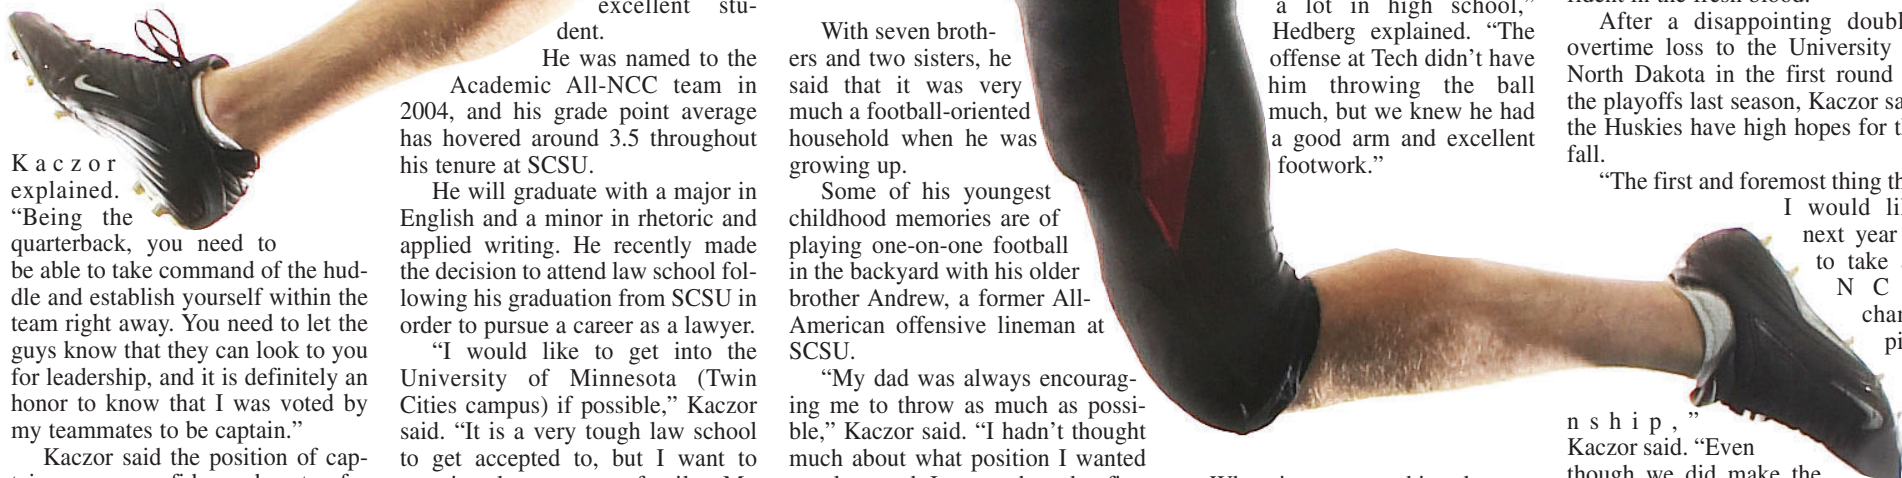 Kaczor
explained.
“Being the
quarterback, you need to
be able to take command of the hud-
dle and establish yourself within the
team right away. You need to let the
guys know that they can look to you
for leadership, and it is definitely an
honor to know that I was voted by
my teammates to be captain.”
Kaczor said the position of cap-
excellent stu-
dent.
He was named to the
Academic All-NCC team in
2004, and his grade point average
has hovered around 3.5 throughout
his tenure at SCSU.
He will graduate with a major in
English and a minor in rhetoric and
applied writing. He recently made
the decision to attend law school fol-
lowing his graduation from SCSU in
order to pursue a career as a lawyer.
“I would like to get into the
University of Minnesota (Twin
Cities campus) if possible,” Kaczor
said. “It is a very tough law school
to get accepted to, but I want to
With seven broth-
ers and two sisters, he
said that it was very
much a football-oriented
household when he was
growing up.
Some of his youngest
childhood memories are of
playing one-on-one football
in the backyard with his older
brother Andrew, a former All-
American offensive lineman at
SCSU.
“My dad was always encourag-
ing me to throw as much as possi-
ble,” Kaczor said. “I hadn’t thought
much about what position I wanted
a lot in high school,”
Hedberg explained. “The
offense at Tech didn’t have
him throwing the ball
much, but we knew he had
a good arm and excellent
footwork.”
After a disappointing doubl
overtime loss to the University
North Dakota in the first round
the playoffs last season, Kaczor sa
the Huskies have high hopes for t
fall.
“The first and foremost thing th
I would li
next year
to take
N C
char
pi
nship,”
Kaczor said. “Even
though we did make the